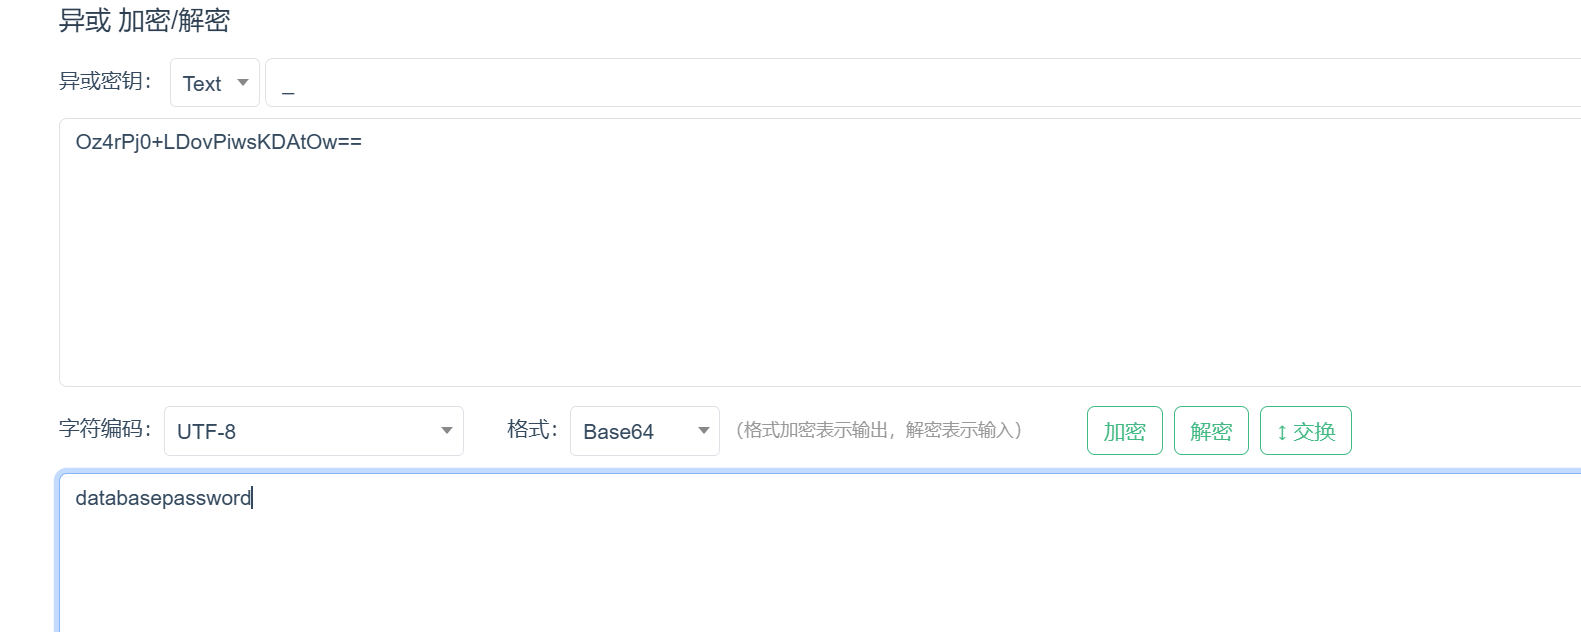 异或 加密/解密
异或密钥： Text _
Oz4rPj0+LDovPiwsKDAtOw==
字符编码： UTF-8 格式： Base64 （格式加密表示输出，解密表示输入） 加密 解密 ↕ 交换
databasepassword